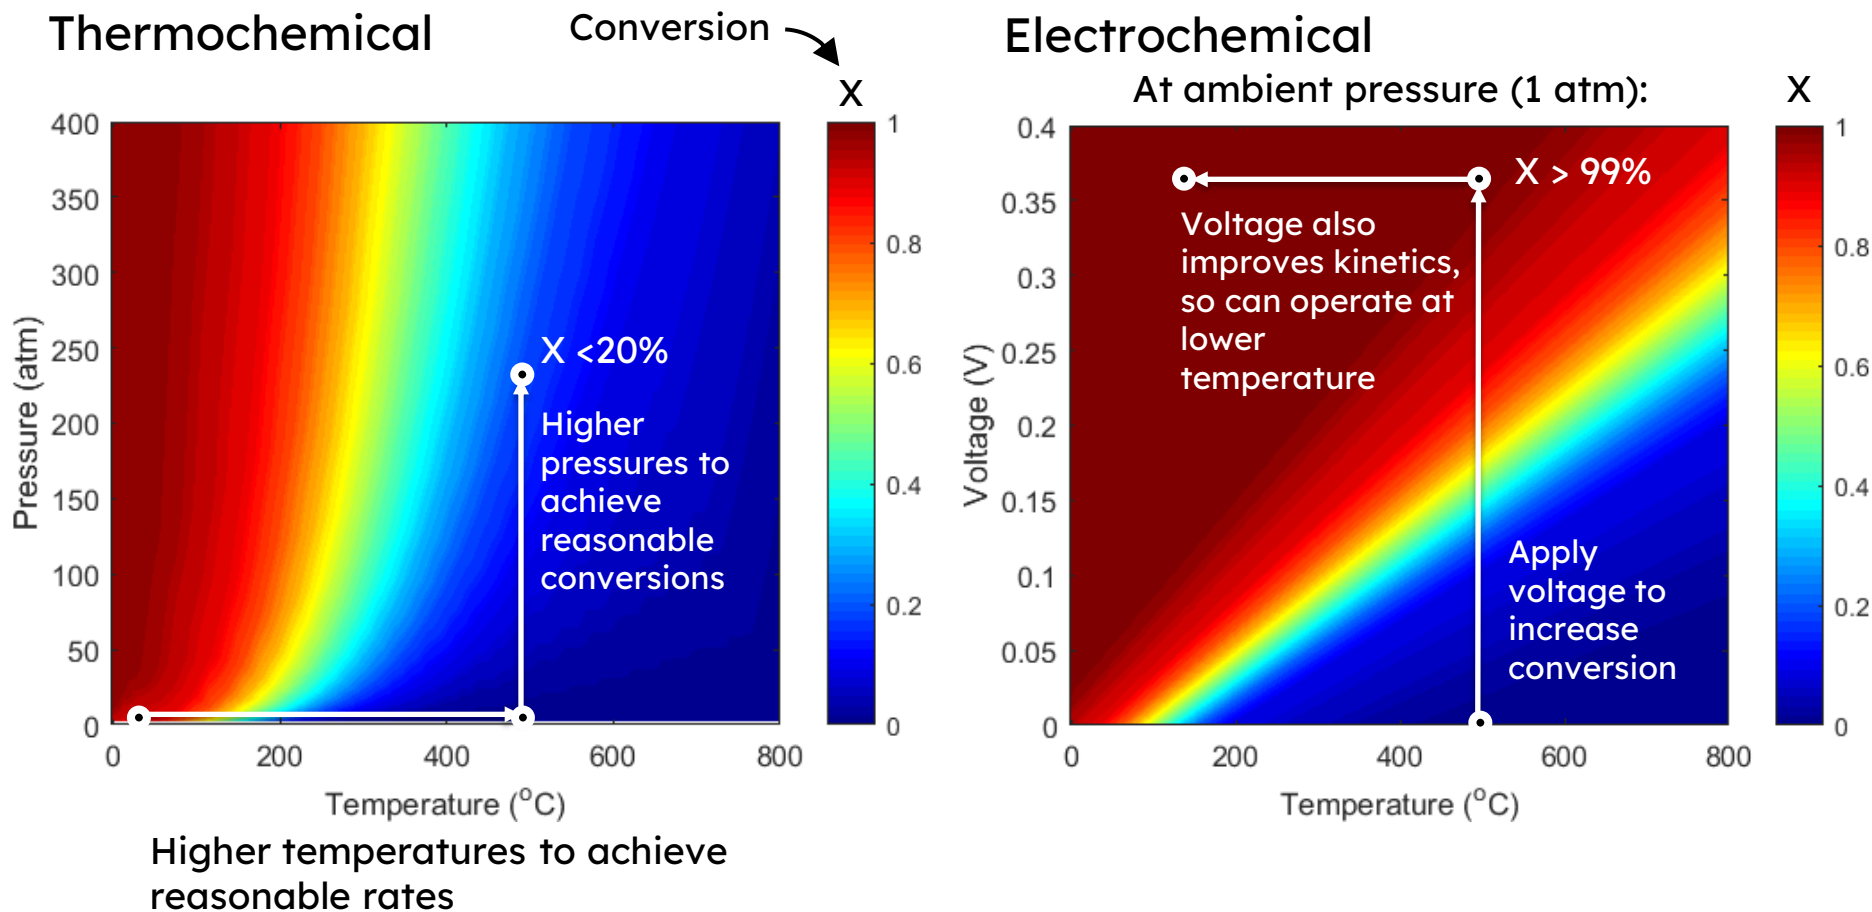 Thermochemical
Conversion
X
400
350
300
250
200
150
100
50
0
Pressure (atm)
0
200
400
600
800
Temperature (°C)
X <20%
Higher
pressures to
achieve
reasonable
conversions
1
0.8
0.6
0.4
0.2
0
Higher temperatures to achieve
reasonable rates
Electrochemical
At ambient pressure (1 atm):
X
0.4
0.35
0.3
0.25
0.2
0.15
0.1
0.05
0
Voltage (V)
0
200
400
600
800
Temperature (°C)
X > 99%
Voltage also
improves kinetics,
so can operate at
lower
temperature
Apply
voltage to
increase
conversion
1
0.8
0.6
0.4
0.2
0